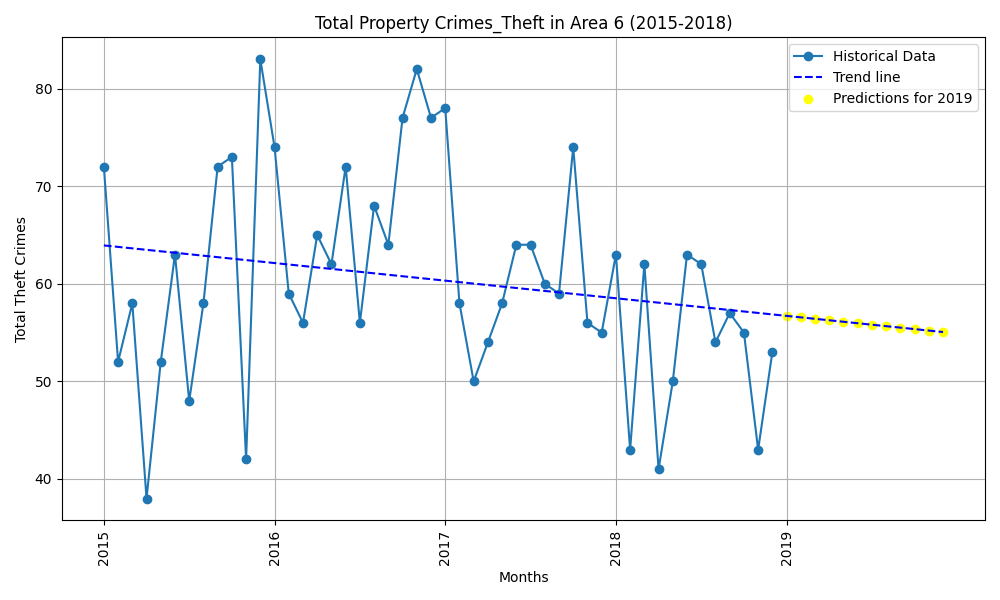 Total Property Crimes_Theft in Area 6 (2015-2018)
Historical Data
Trend line
Predictions for 2019
Total Theft Crimes
80
70
60
50
40
2015
2016
2017
2018
2019
Months